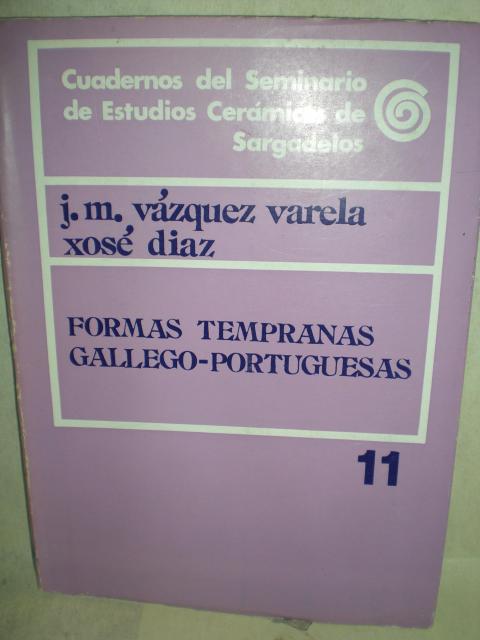 Cuadernos del Seminario
de Estudios Cerámicos de
Sargadelos
j.m. vázquez varela
xosé diaz
FORMAS TEMPRANAS
GALLEGO-PORTUGUESAS
11